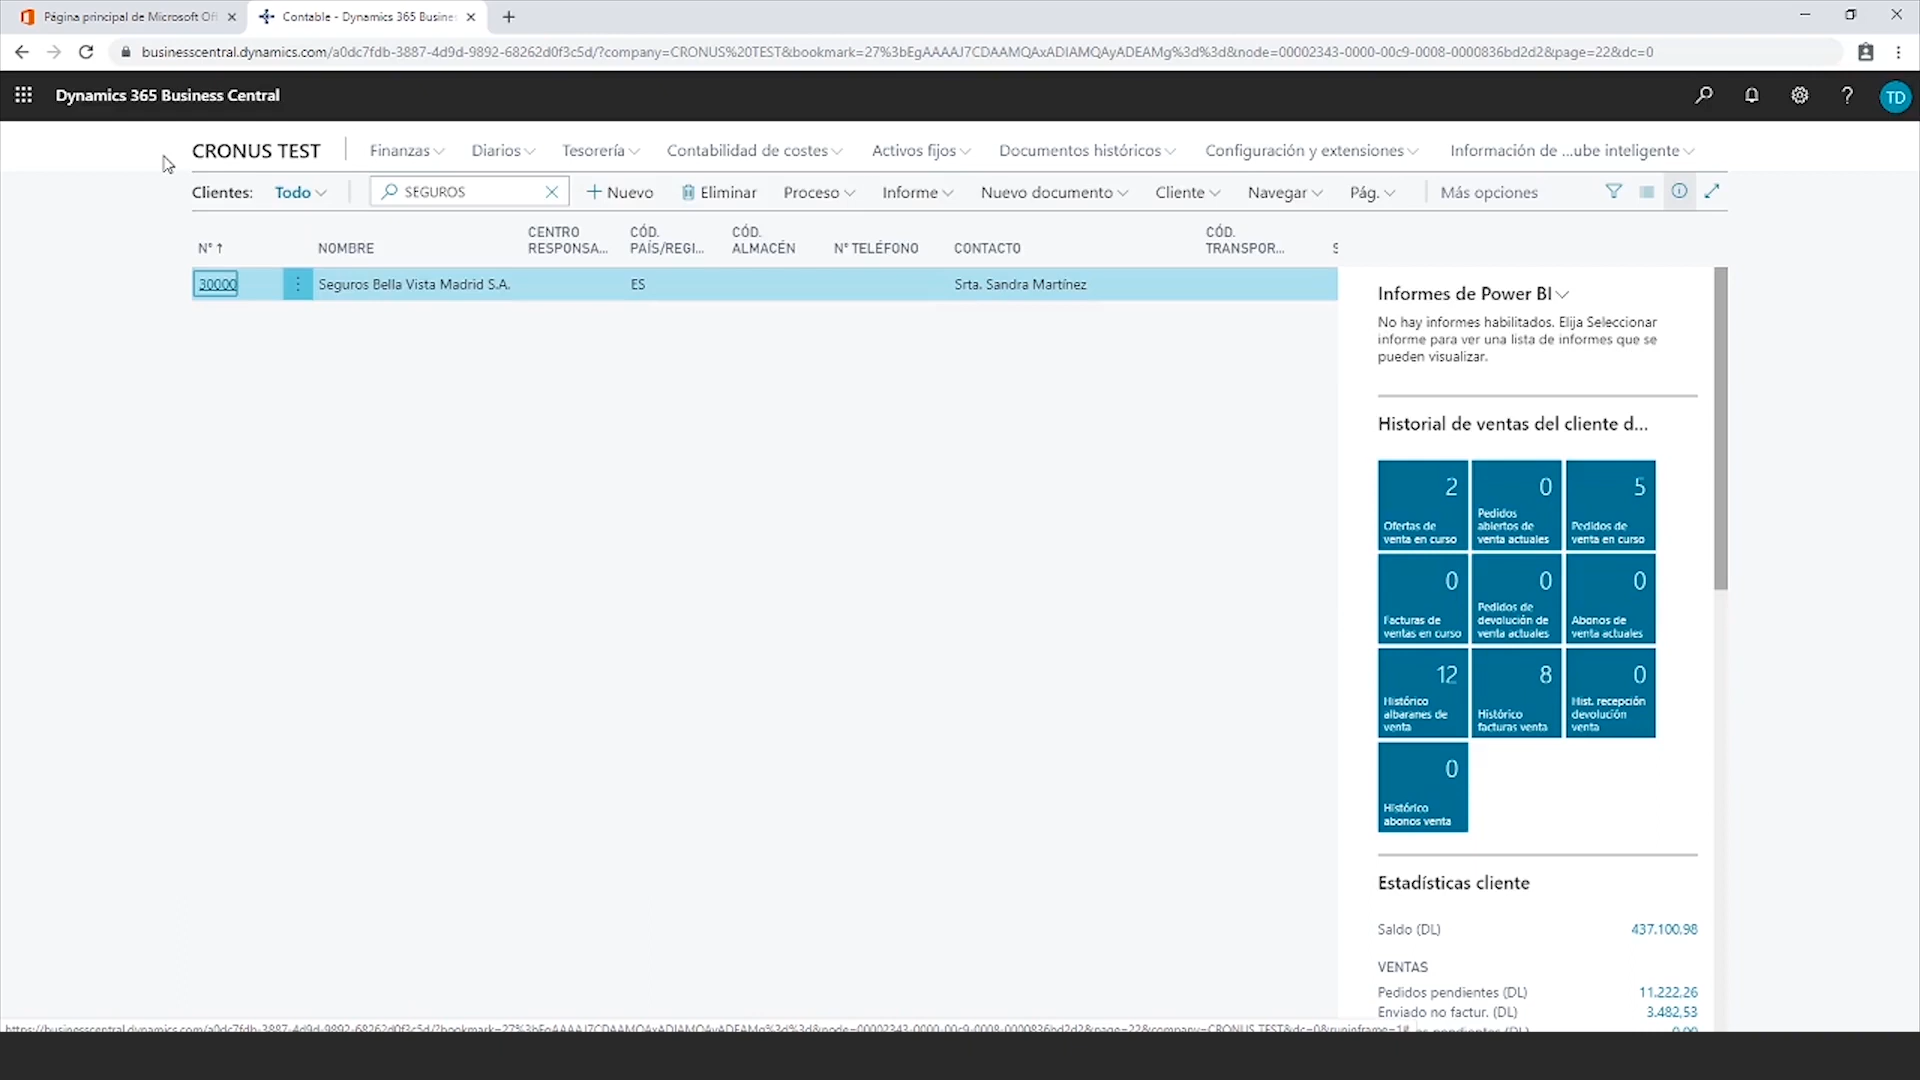 Página principal de Microsoft Of
Contable - Dynamics 365 Busine
businesscentral.dynamics.com/a0dc7fdb-3887-4d9d-9892-68262d0f3c5d/?company=CRONUS%20TEST&bookmark=27%3bEgAAAAJ7CDAAMQAxADIAMQAyADEAMg%3d%3d&node=00002343-0000-00c9-0008-0000836bd2d2&page=22&dc=0
Dynamics 365 Business Central
TD
CRONUS TEST
Finanzas
Diarios
Tesorería
Contabilidad de costes
Activos fijos
Documentos históricos
Configuración y extensiones
Información de ...ube inteligente
Clientes:
Todo
SEGUROS
Nuevo
Eliminar
Proceso
Informe
Nuevo documento
Cliente
Navegar
Pág.
Más opciones
Nº ↑
NOMBRE
CENTRO
RESPONSA...
CÓD.
PAÍS/REGI...
CÓD.
ALMACÉN
Nº TELÉFONO
CONTACTO
CÓD.
TRANSPOR...
30000
Seguros Bella Vista Madrid S.A.
ES
Srta. Sandra Martínez
Informes de Power BI
No hay informes habilitados. Elija Seleccionar
informe para ver una lista de informes que se
pueden visualizar.
Historial de ventas del cliente d...
2
Ofertas de
venta en curso
0
Pedidos
abiertos de
venta actuales
5
Pedidos de
venta en curso
0
Facturas de
ventas en curso
0
Pedidos de
devolución de
venta actuales
0
Abonos de
venta actuales
12
Histórico
albaranes de
venta
8
Histórico
facturas venta
0
Hist. recepción
devolución
venta
0
Histórico
abonos venta
Estadísticas cliente
Saldo (DL)
437.100,98
VENTAS
Pedidos pendientes (DL)
11.222,26
Enviado no factur. (DL)
3.482,53